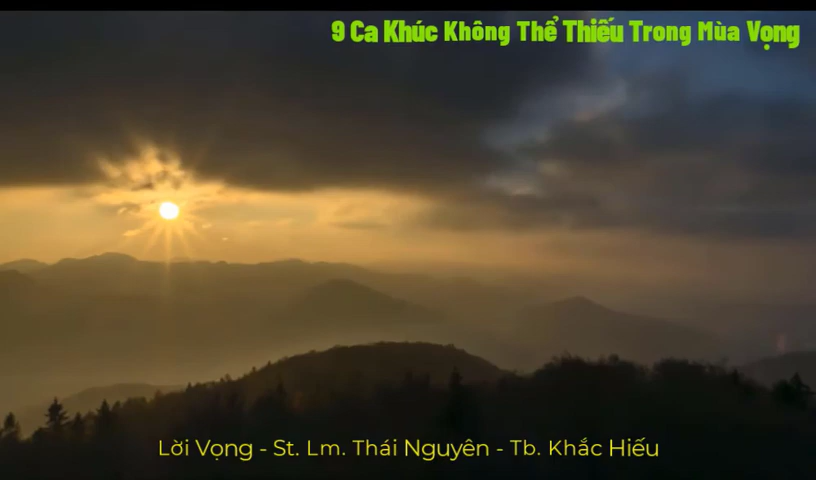 9 Ca Khúc Không Thể Thiếu Trong Mùa Vọng
Lời Vọng - St. Lm. Thái Nguyên - Tb. Khắc Hiếu